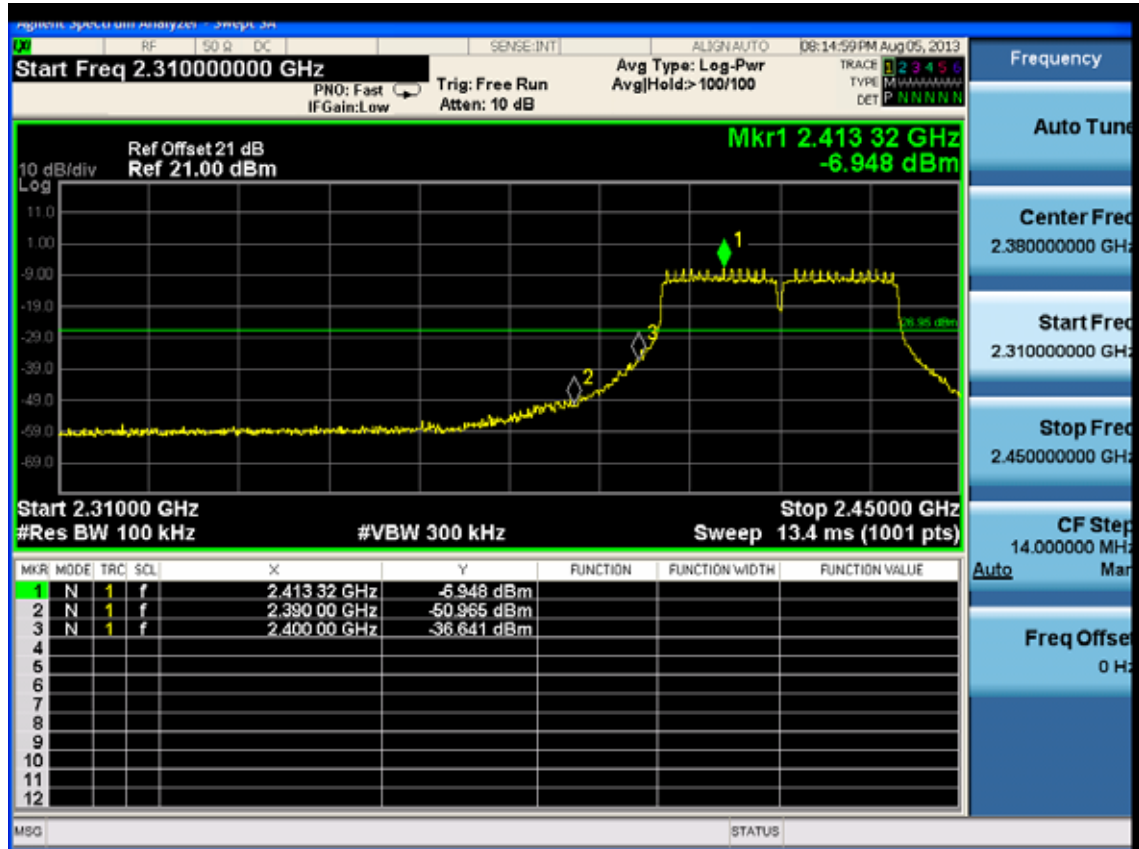 Agilent Spectrum Analyzer - Swept SA
LXI RF 50 Ω DC SENSE:INT ALIGN AUTO 08:14:59 PM Aug 05, 2013
Start Freq 2.310000000 GHz
PNO: Fast
IFGain:Low
Trig: Free Run
Atten: 10 dB
Avg Type: Log-Pwr
Avg|Hold:> 100/100
TRACE 1 2 3 4 5 6
TYPE M
DET P N N N N N
Ref Offset 21 dB
10 dB/div Ref 21.00 dBm
Log
Mkr1 2.413 32 GHz
-6.948 dBm
11.0
1.00
-9.00
-19.0
-29.0
-39.0
-49.0
-59.0
-69.0
1
2
3
26.95 dBm
Start 2.31000 GHz Stop 2.45000 GHz
#Res BW 100 kHz #VBW 300 kHz Sweep 13.4 ms (1001 pts)
MKR MODE TRC SCL X Y FUNCTION FUNCTION WIDTH FUNCTION VALUE
1 N 1 f 2.413 32 GHz -6.948 dBm
2 N 1 f 2.390 00 GHz -50.965 dBm
3 N 1 f 2.400 00 GHz -36.641 dBm
4
5
6
7
8
9
10
11
12
MSG STATUS
Frequency
Auto Tune
Center Freq
2.380000000 GHz
Start Freq
2.310000000 GHz
Stop Freq
2.450000000 GHz
CF Step
14.000000 MHz
Auto Man
Freq Offset
0 Hz